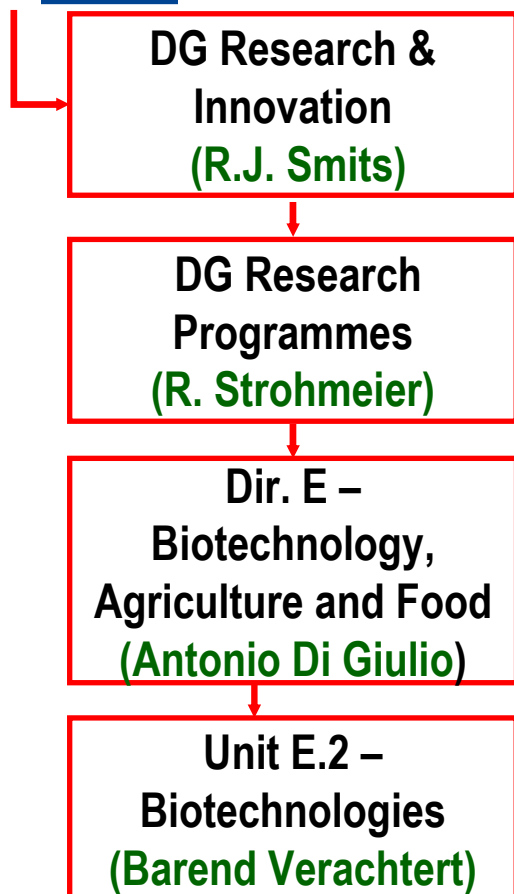 DG Research &
Innovation
(R.J. Smits)
DG Research
Programmes
(R. Strohmeier)
Dir. E –
Biotechnology,
Agriculture and Food
(Antonio Di Giulio)
Unit E.2 –
Biotechnologies
(Barend Verachtert)